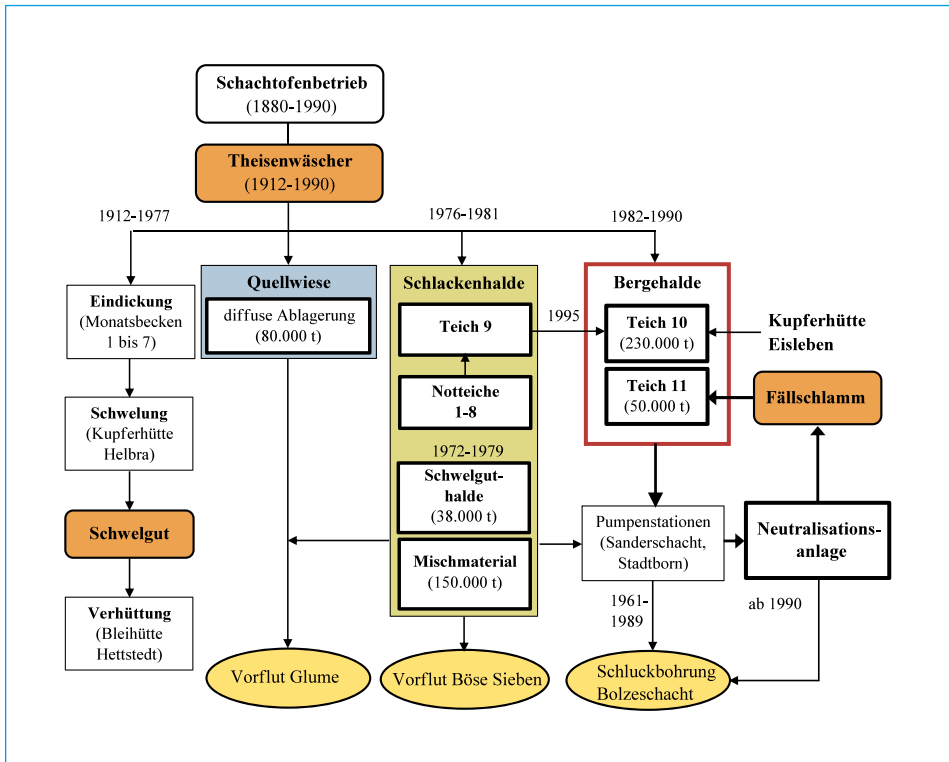 Schachtofenbetrieb
(1880-1990)
Theisenwäscher
(1912-1990)
1912-1977
1976-1981
1982-1990
Eindickung
(Monatsbecken
1 bis 7)
Schwelung
(Kupferhütte
Helbra)
Schwelgut
Verhüttung
(Bleihütte
Hettstedt)
Quellwiese
diffuse Ablagerung
(80.000 t)
Vorflut Glume
Schlackenhalde
Teich 9
Notteiche
1-8
1972-1979
Schwelgut-
halde
(38.000 t)
Mischmaterial
(150.000 t)
Vorflut Böse Sieben
1995
Bergehalde
Teich 10
(230.000 t)
Teich 11
(50.000 t)
Kupferhütte
Eisleben
Fällschlamm
Pumpenstationen
(Sanderschacht,
Stadtborn)
Neutralisations-
anlage
1961-
1989
ab 1990
Schluckbohrung
Bolzeschacht